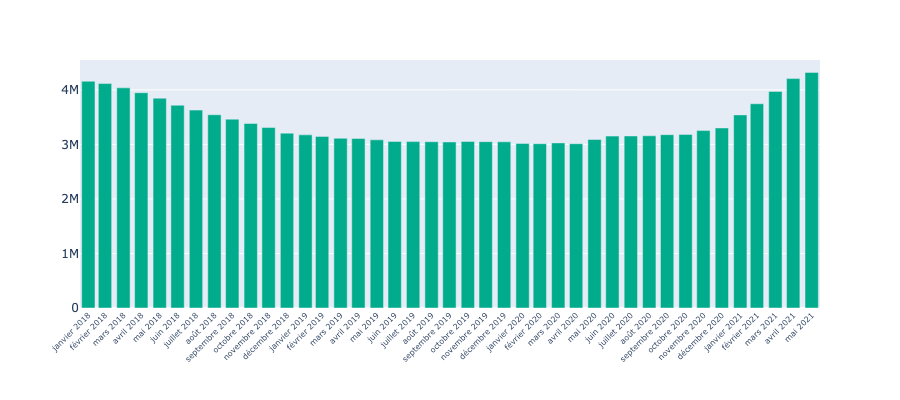 4M
3M
2M
1M
0
janvier 2018
février 2018
mars 2018
avril 2018
mai 2018
juin 2018
juillet 2018
août 2018
septembre 2018
octobre 2018
novembre 2018
décembre 2018
janvier 2019
février 2019
mars 2019
avril 2019
mai 2019
juin 2019
juillet 2019
août 2019
septembre 2019
octobre 2019
novembre 2019
décembre 2019
janvier 2020
février 2020
mars 2020
avril 2020
mai 2020
juin 2020
juillet 2020
août 2020
septembre 2020
octobre 2020
novembre 2020
décembre 2020
janvier 2021
février 2021
mars 2021
avril 2021
mai 2021